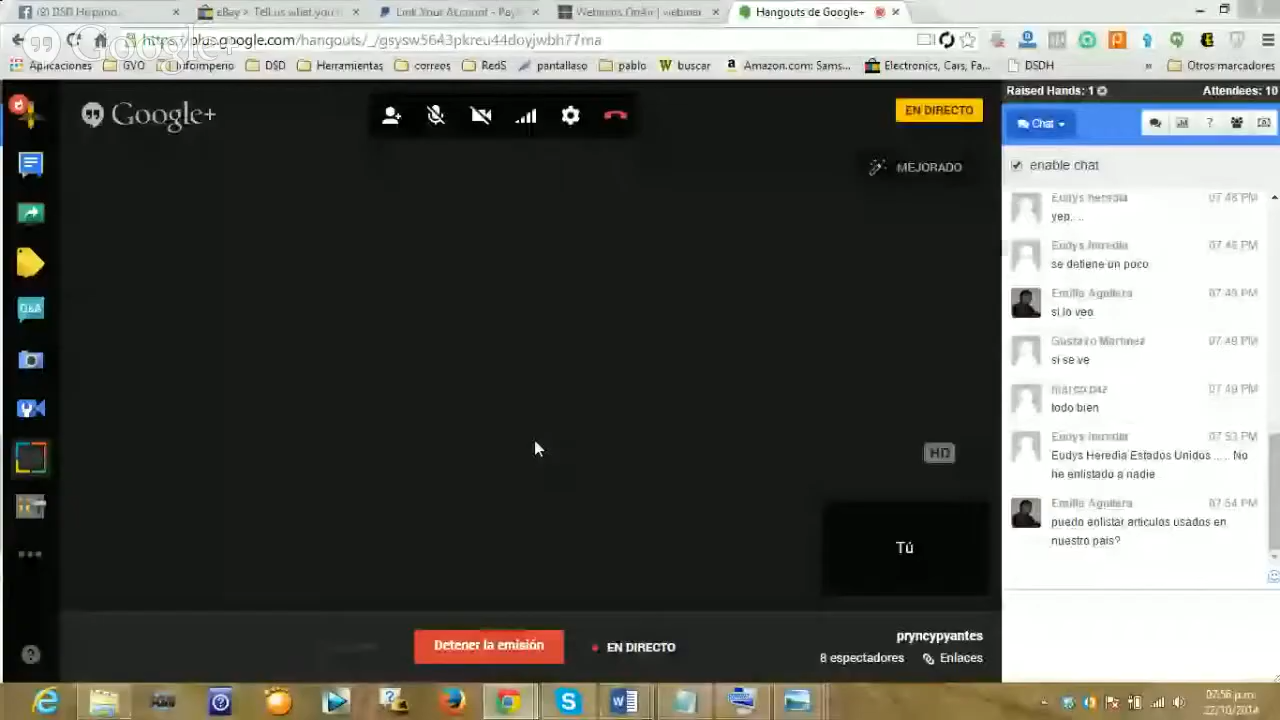 (8) DSD Hispano
eBay > Tell us what you
Link Your Account - Pay
Webinars OnAir | webinar
Hangouts de Google+
https://plus.google.com/hangouts/_/gsysw5643pkreu44doyjwbh77ma
Google+
Aplicaciones
GVO
infoimperio
DSD
Herramientas
correos
RedS
pantallaso
pablo
buscar
Amazon.com: Sams...
Electronics, Cars, Fa...
DSDH
»
Otros marcadores
Google+
EN DIRECTO
MEJORADO
Q&A
HD
Tú
Detener la emisión
EN DIRECTO
pryncypyantes
8 espectadores
Enlaces
Raised Hands: 1
Attendees: 10
Chat
enable chat
Eudys heredia 07:48 PM
yep, ..
Eudys heredia 07:48 PM
se detiene un poco
Emilio Aguilera 07:49 PM
si lo veo
Gustavo Martinez 07:49 PM
si se ve
marco paz 07:49 PM
todo bien
Eudys heredia 07:53 PM
Eudys Heredia Estados Unidos ..... No
he enlistado a nadie
Emilio Aguilera 07:54 PM
puedo enlistar articulos usados en
nuestro pais?
07:56 p.m.
22/10/2014